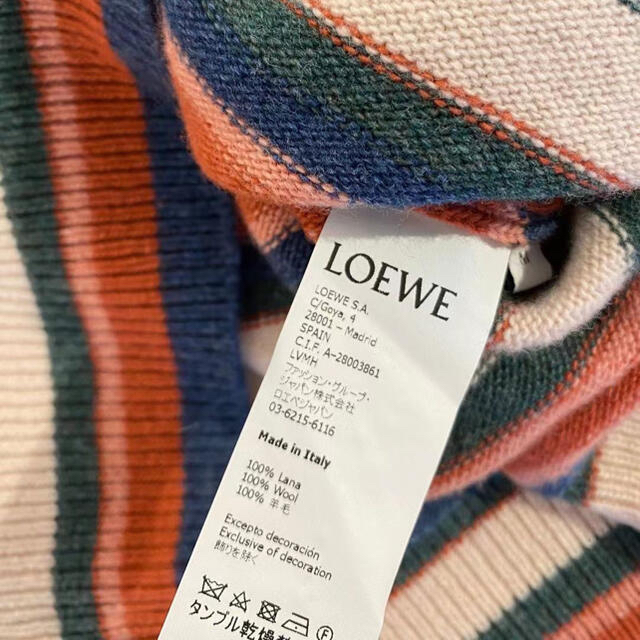 LOEWE
LOEWE S.A.
C/Goya, 4
28001 - Madrid
SPAIN
C.I.F. A-28003861
LVMH
ファッション・グループ・
ジャパン株式会社
ロエベジャパン
03-6215-6116
Made in Italy
100% Lana
100% Wool
100% 羊毛
Excepto decoración
Exclusive of decoration
飾りを除く
タンブル乾燥
M